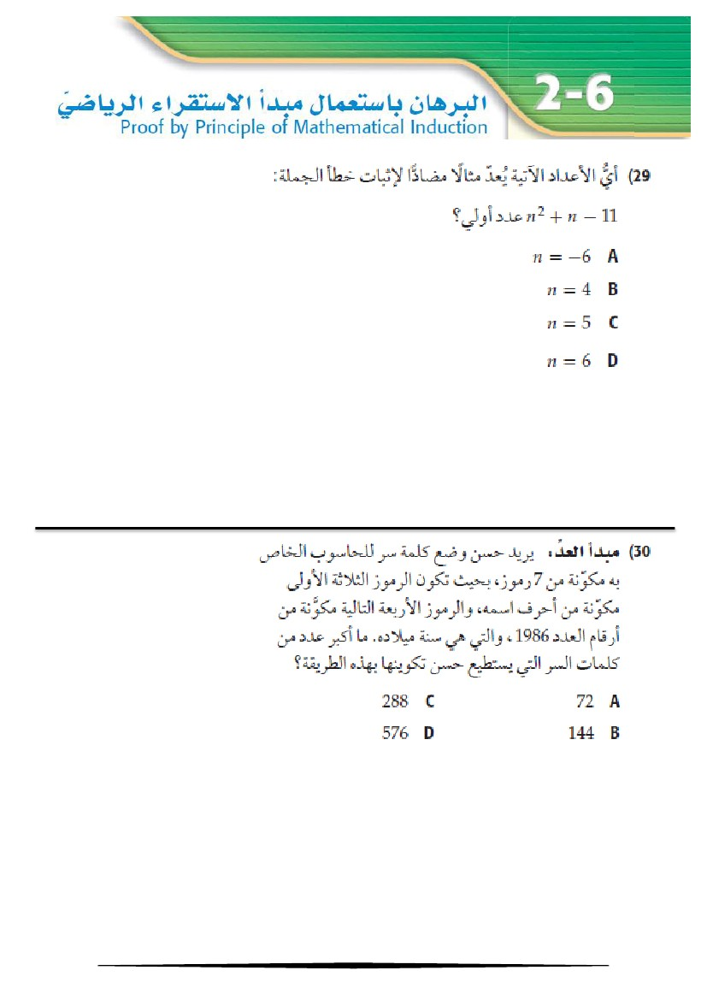 2-6
البرهان باستعمال مبدأ الاستقراء الرياضيّ
Proof by Principle of Mathematical Induction
29) أيُّ الأعداد الآتية يُعدّ مثالًا مضادًّا لإثبات خطأ الجملة:
n² + n − 11 عدد أولي؟
A n = −6
B n = 4
C n = 5
D n = 6
30) مبدأ العدِّ: يريد حسن وضع كلمة سر للحاسوب الخاص
به مكوّنة من 7 رموز، بحيث تكون الرموز الثلاثة الأولى
مكوّنة من أحرف اسمه، والرموز الأربعة التالية مكوَّنة من
أرقام العدد 1986، والتي هي سنة ميلاده. ما أكبر عدد من
كلمات السر التي يستطيع حسن تكوينها بهذه الطريقة؟
A 72 C 288
B 144 D 576